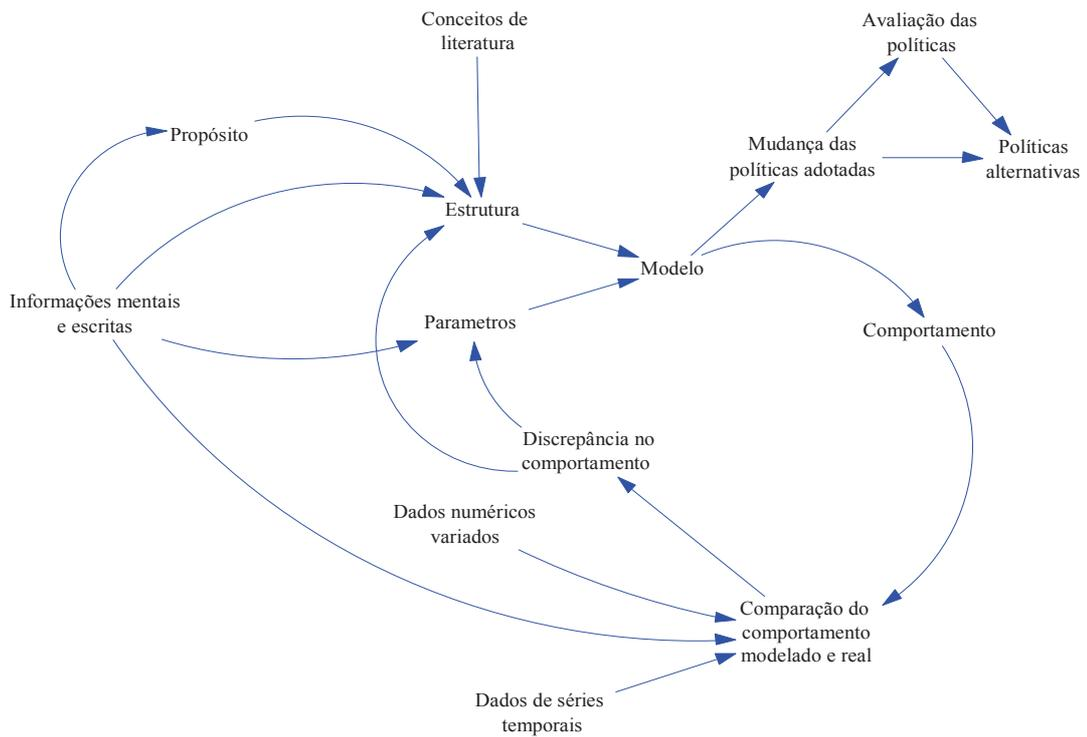 Conceitos de
literatura
Avaliação das
políticas
Propósito
Mudança das
políticas adotadas
Políticas
alternativas
Estrutura
Modelo
Informações mentais
e escritas
Parametros
Comportamento
Discrepância no
comportamento
Dados numéricos
variados
Comparação do
comportamento
modelado e real
Dados de séries
temporais